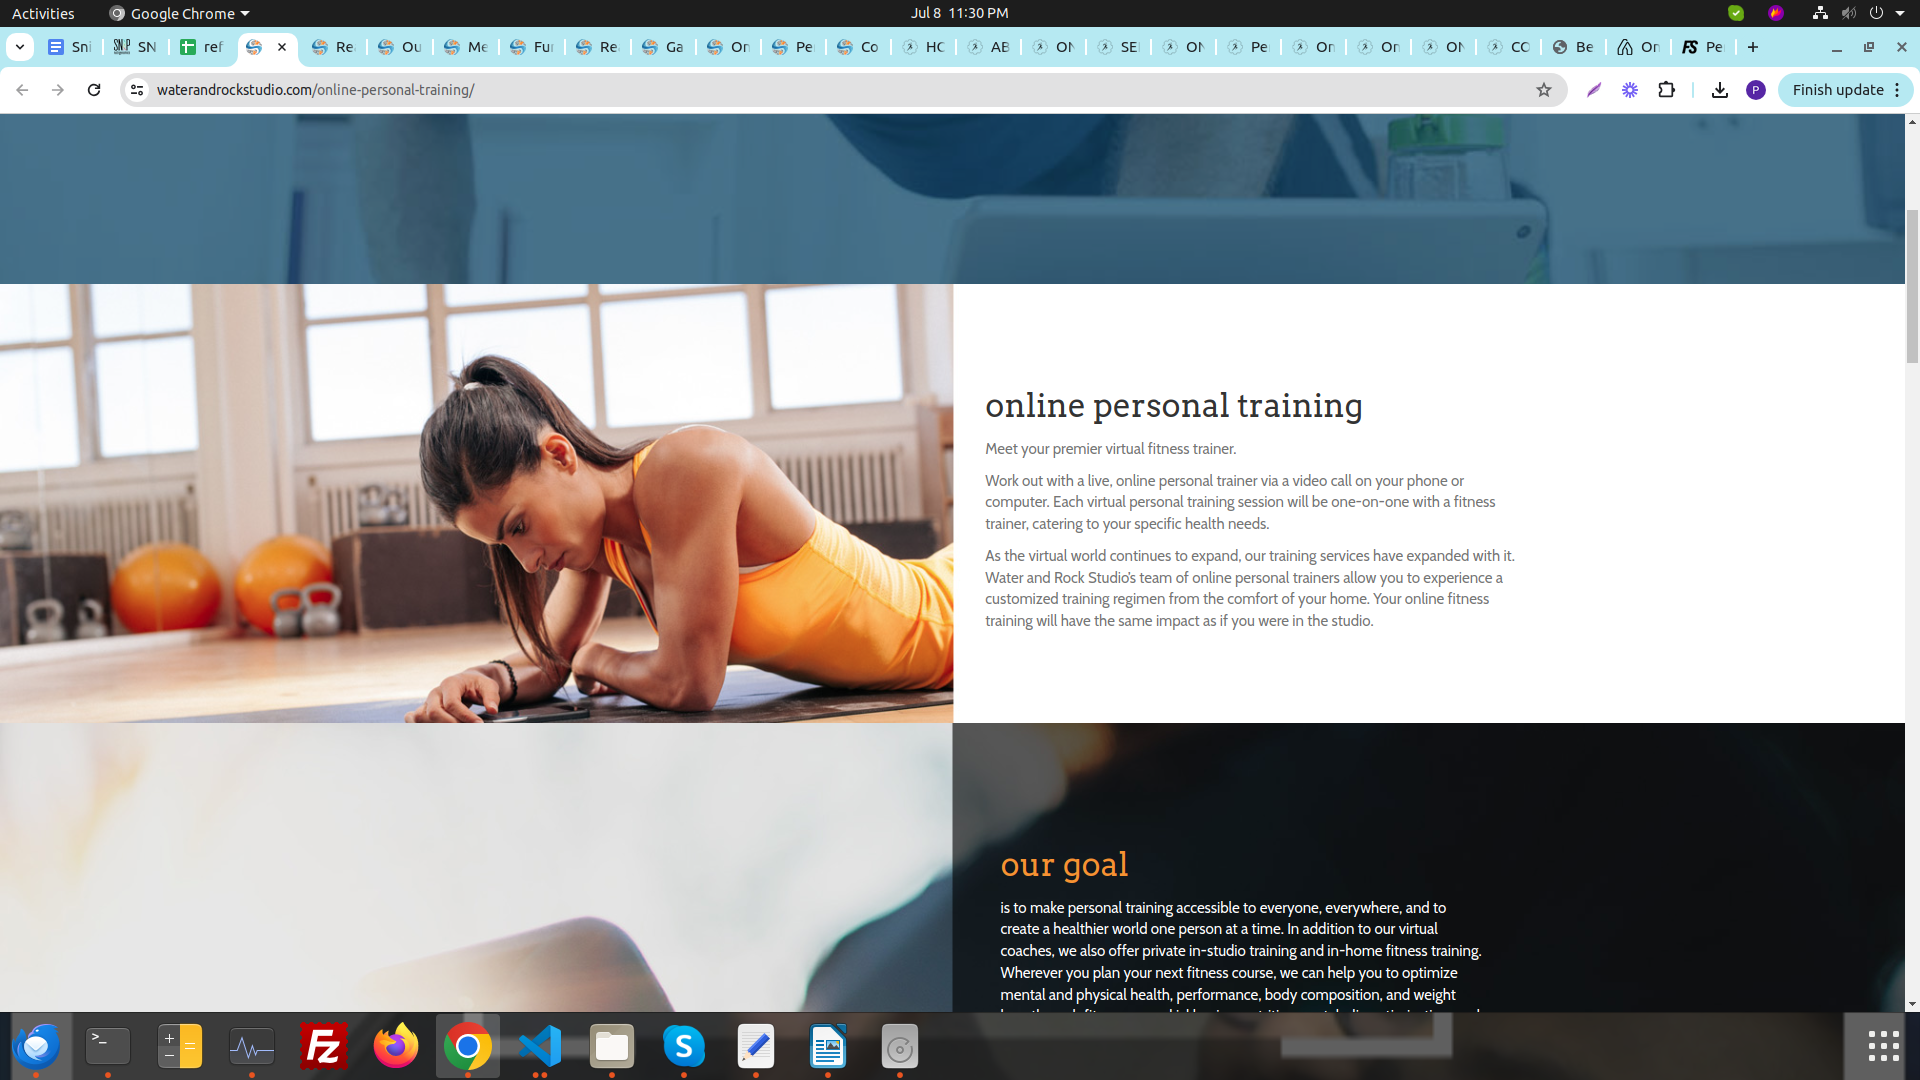 Activities
Google Chrome
Jul 8 11:30 PM
Sni
SN
ref
Re
Ou
Me
Fur
Re
Ga
On
Pe
Co
HC
AB
ON
SE
ON
Pe
On
On
ON
CO
Be
On
FS
Pe
waterandrockstudio.com/online-personal-training/
P
Finish update
online personal training
Meet your premier virtual fitness trainer.
Work out with a live, online personal trainer via a video call on your phone or
computer. Each virtual personal training session will be one-on-one with a fitness
trainer, catering to your specific health needs.
As the virtual world continues to expand, our training services have expanded with it.
Water and Rock Studio's team of online personal trainers allow you to experience a
customized training regimen from the comfort of your home. Your online fitness
training will have the same impact as if you were in the studio.
our goal
is to make personal training accessible to everyone, everywhere, and to
create a healthier world one person at a time. In addition to our virtual
coaches, we also offer private in-studio training and in-home fitness training.
Wherever you plan your next fitness course, we can help you to optimize
mental and physical health, performance, body composition, and weight